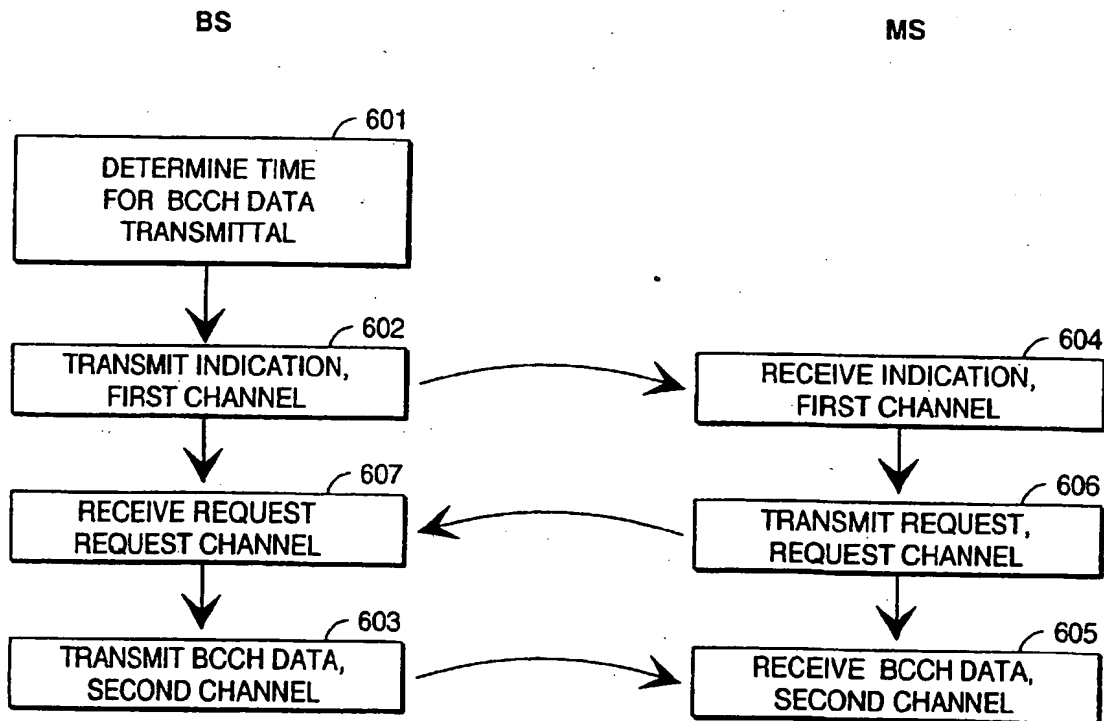 BS
MS
601
DETERMINE TIME
FOR BCCH DATA
TRANSMITTAL
602
TRANSMIT INDICATION,
FIRST CHANNEL
604
RECEIVE INDICATION,
FIRST CHANNEL
607
RECEIVE REQUEST
REQUEST CHANNEL
606
TRANSMIT REQUEST,
REQUEST CHANNEL
603
TRANSMIT BCCH DATA,
SECOND CHANNEL
605
RECEIVE BCCH DATA,
SECOND CHANNEL